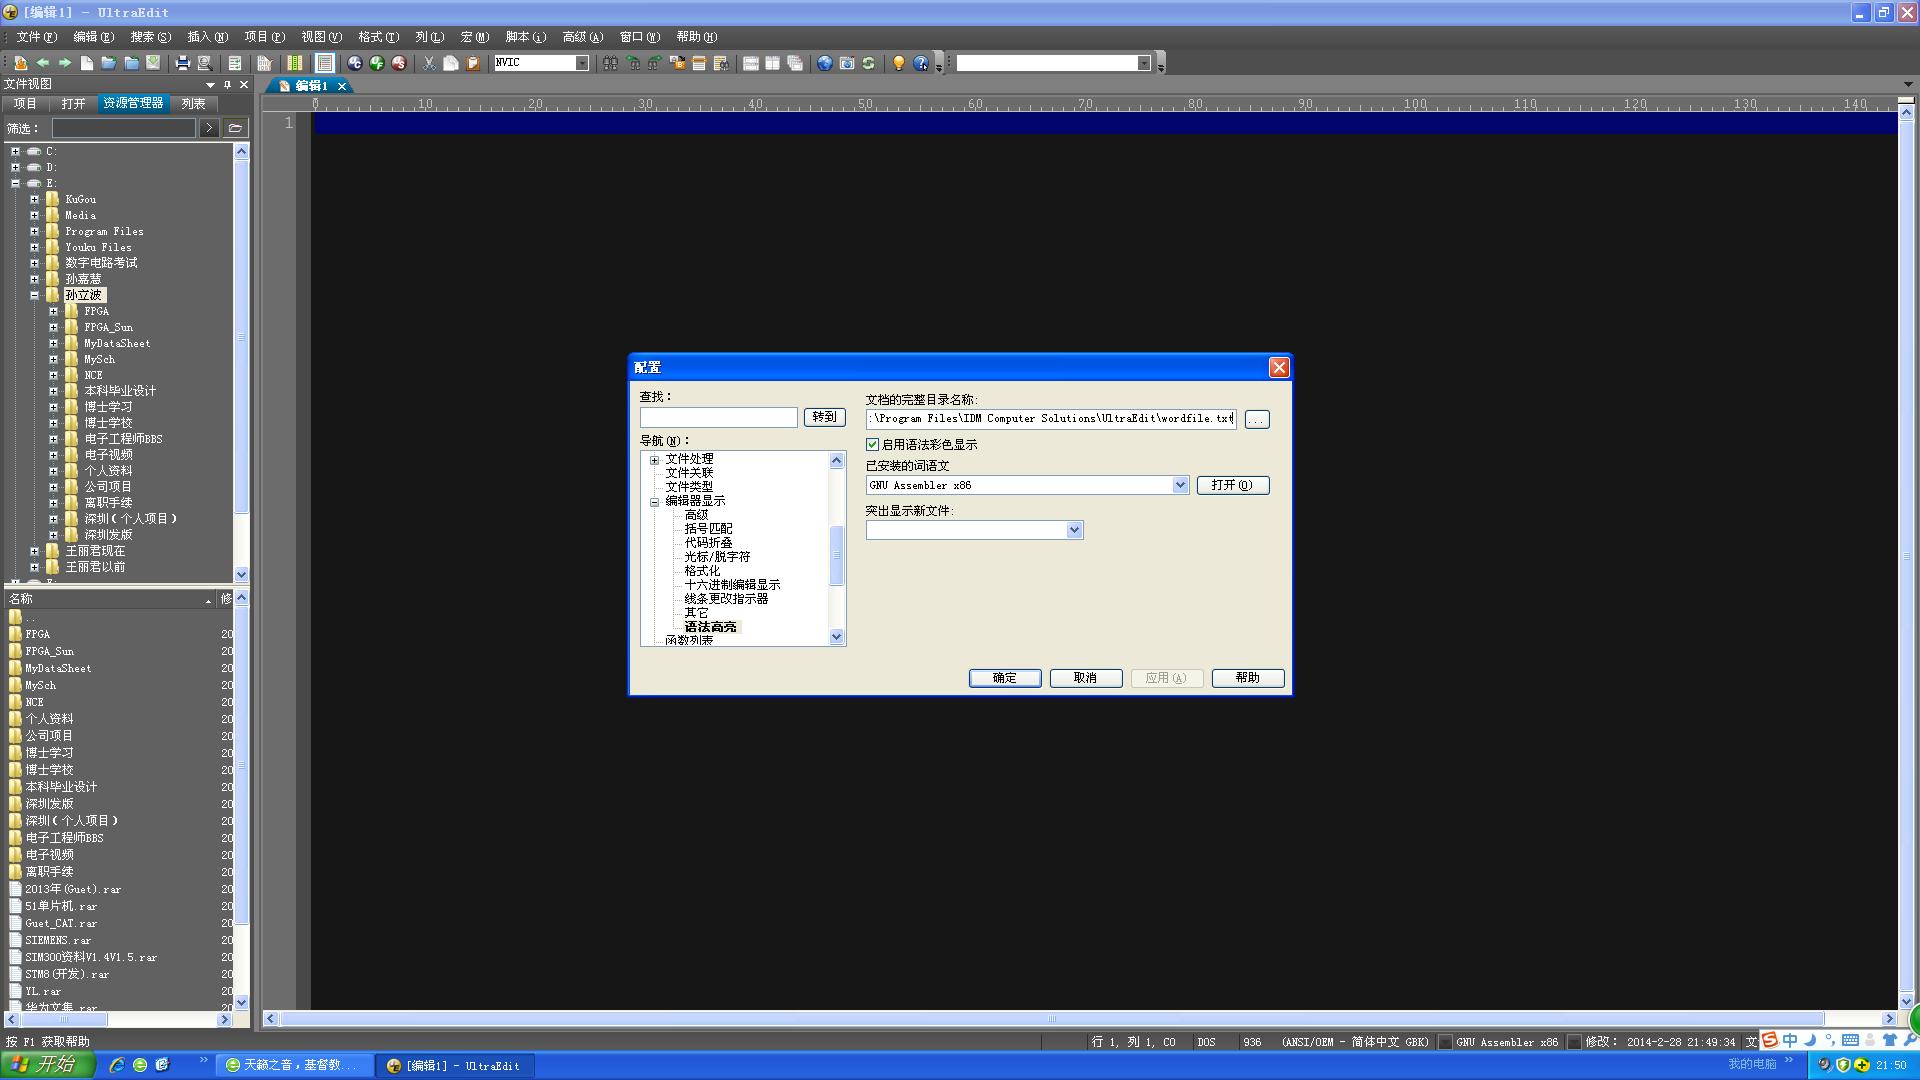 [编辑1] - UltraEdit
文件(F) 编辑(E) 搜索(S) 插入(N) 项目(P) 视图(V) 格式(T) 列(L) 宏(M) 脚本(i) 高级(A) 窗口(W) 帮助(H)
NVIC
文件视图
编辑1
项目 打开 资源管理器 列表
0 10 20 30 40 50 60 70 80 90 100 110 120 130 140
筛选：
1
C:
D:
E:
KuGou
Media
Program Files
Youku Files
数字电路考试
孙嘉慧
孙立波
FPGA
FPGA_Sun
MyDataSheet
MySch
NCE
本科毕业设计
博士学习
博士学校
电子工程师BBS
电子视频
个人资料
公司项目
离职手续
深圳(个人项目)
深圳发版
王丽君现在
王丽君以前
名称 修
..
FPGA 20
FPGA_Sun 20
MyDataSheet 20
MySch 20
NCE 20
个人资料 20
公司项目 20
博士学习 20
博士学校 20
本科毕业设计 20
深圳发版 20
深圳(个人项目) 20
电子工程师BBS 20
电子视频 20
离职手续 20
2013年(Guet).rar 20
51单片机.rar 20
Guet_CAT.rar 20
SIEMENS.rar 20
SIM300资料V1.4V1.5.rar 20
STM8(开发).rar 20
YL.rar 20
华为文集.rar 20
配置
查找：
转到
导航(N)：
文件处理
文件关联
文件类型
编辑器显示
高级
括号匹配
代码折叠
光标/脱字符
格式化
十六进制编辑显示
线条更改指示器
其它
语法高亮
函数列表
文档的完整目录名称:
:\Program Files\IDM Computer Solutions\UltraEdit\wordfile.txt
...
启用语法彩色显示
已安装的词语文
GNU Assembler x86
打开(O)
突出显示新文件:
确定 取消 应用(A) 帮助
按 F1 获取帮助
行 1, 列 1, C0 DOS 936 (ANSI/OEM - 简体中文 GBK) GNU Assembler x86 修改: 2014-2-28 21:49:34 文
中
开始
天籁之音，基督教...
[编辑1] - UltraEdit
我的电脑
21:50